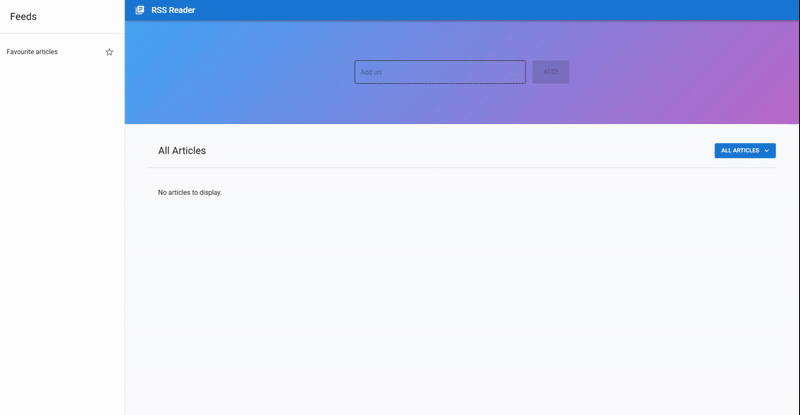 Feeds
RSS Reader
Favourite articles
Add url
ADD!
All Articles
ALL ARTICLES
No articles to display.